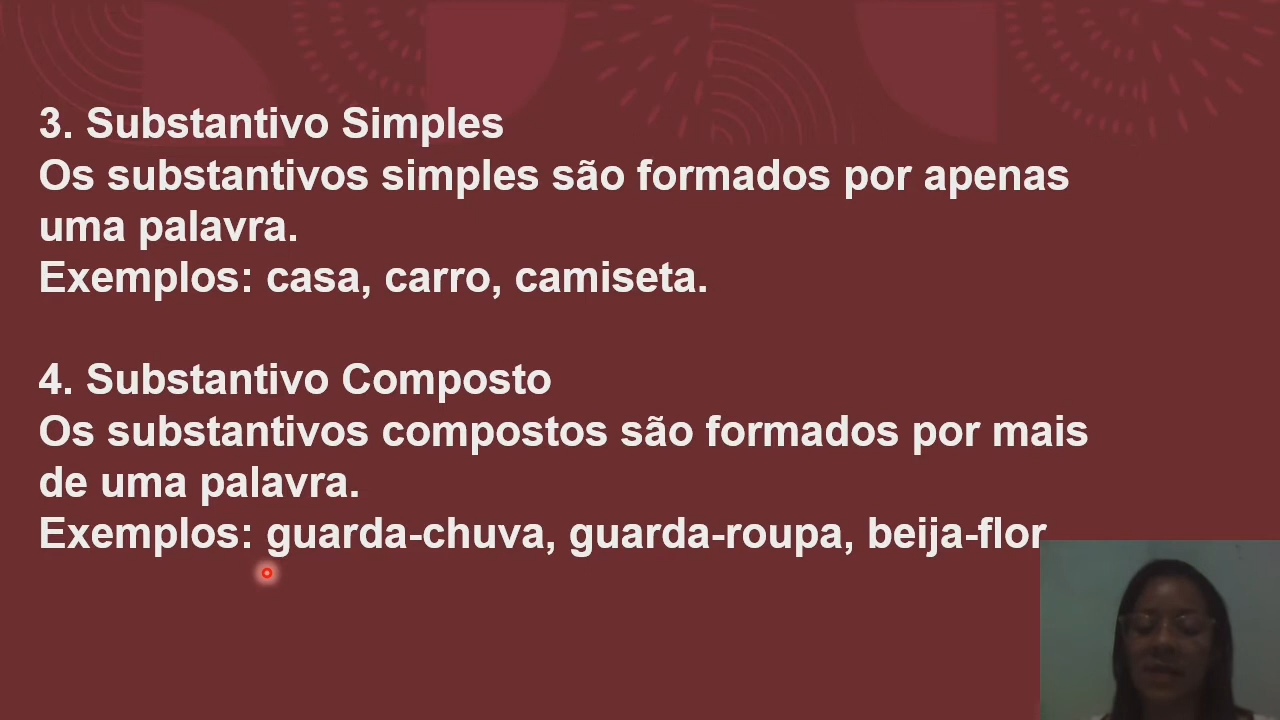 3. Substantivo Simples
Os substantivos simples são formados por apenas
uma palavra.
Exemplos: casa, carro, camiseta.
4. Substantivo Composto
Os substantivos compostos são formados por mais
de uma palavra.
Exemplos: guarda-chuva, guarda-roupa, beija-flor